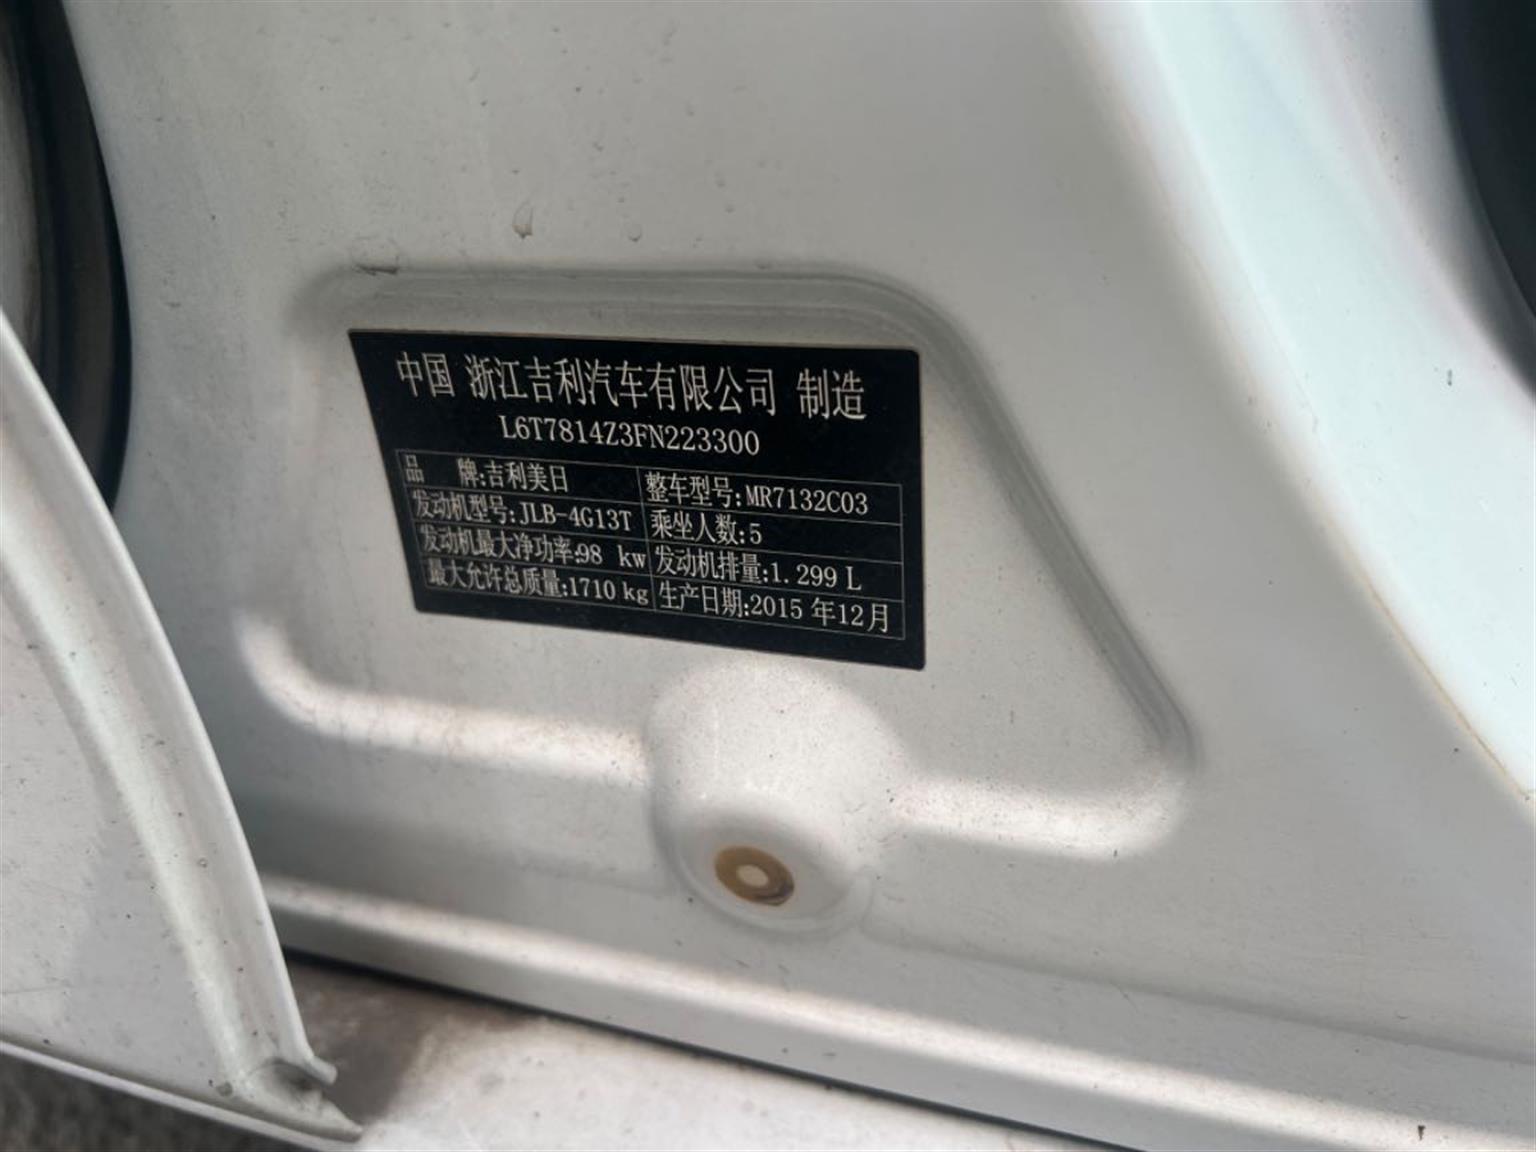 中国 浙江吉利汽车有限公司 制造
L6T7814Z3FN223300
品 牌:吉利美日 整车型号:MR7132C03
发动机型号:JLB-4G13T 乘坐人数:5
发动机最大净功率:98 kw 发动机排量:1.299 L
最大允许总质量:1710 kg 生产日期:2015 年12月